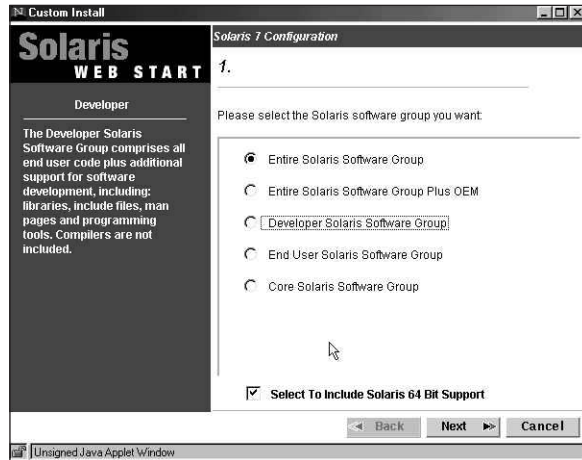 Custom Install
Solaris
WEB START
Developer
The Developer Solaris
Software Group comprises all
end user code plus additional
support for software
development, including:
libraries, include files, man
pages and programming
tools. Compilers are not
included.
Solaris 7 Configuration
1.
Please select the Solaris software group you want:
Entire Solaris Software Group
Entire Solaris Software Group Plus OEM
Developer Solaris Software Group
End User Solaris Software Group
Core Solaris Software Group
Select To Include Solaris 64 Bit Support
Back Next Cancel
Unsigned Java Applet Window